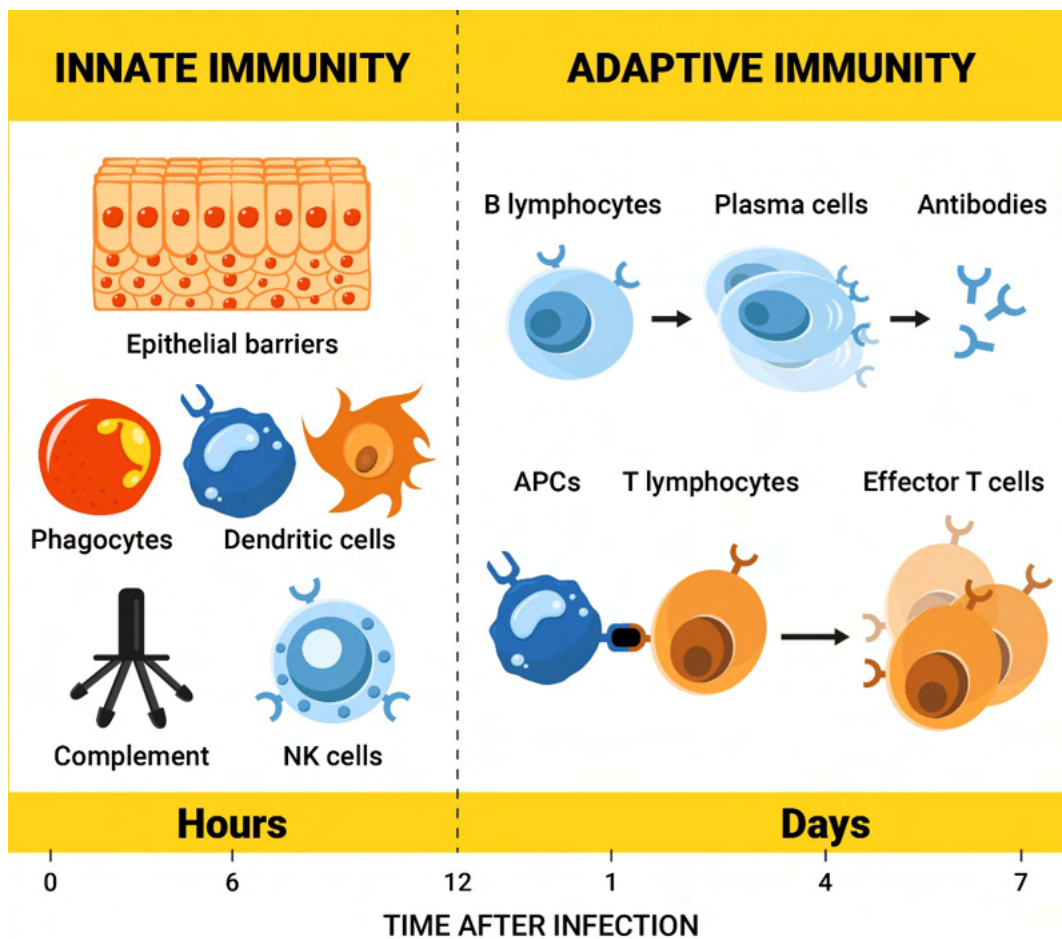 INNATE IMMUNITY
ADAPTIVE IMMUNITY
Epithelial barriers
Phagocytes
Dendritic cells
Complement
NK cells
B lymphocytes
Plasma cells
Antibodies
APCs
T lymphocytes
Effector T cells
Hours
Days
0
6
12
1
4
7
TIME AFTER INFECTION